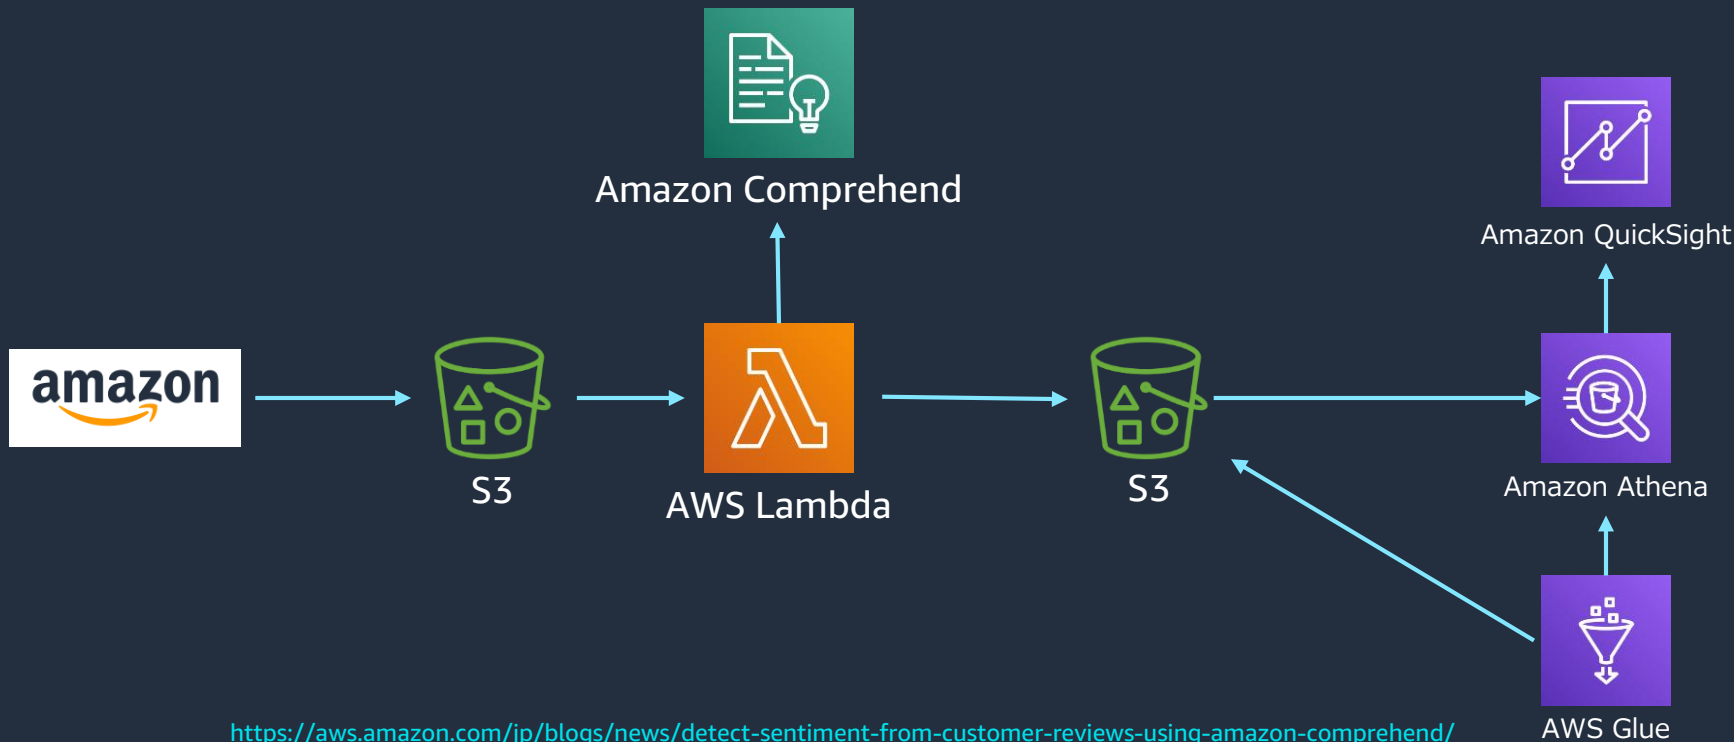 Amazon Comprehend
Amazon QuickSight
amazon
S3
AWS Lambda
S3
Amazon Athena
AWS Glue
https://aws.amazon.com/jp/blogs/news/detect-sentiment-from-customer-reviews-using-amazon-comprehend/